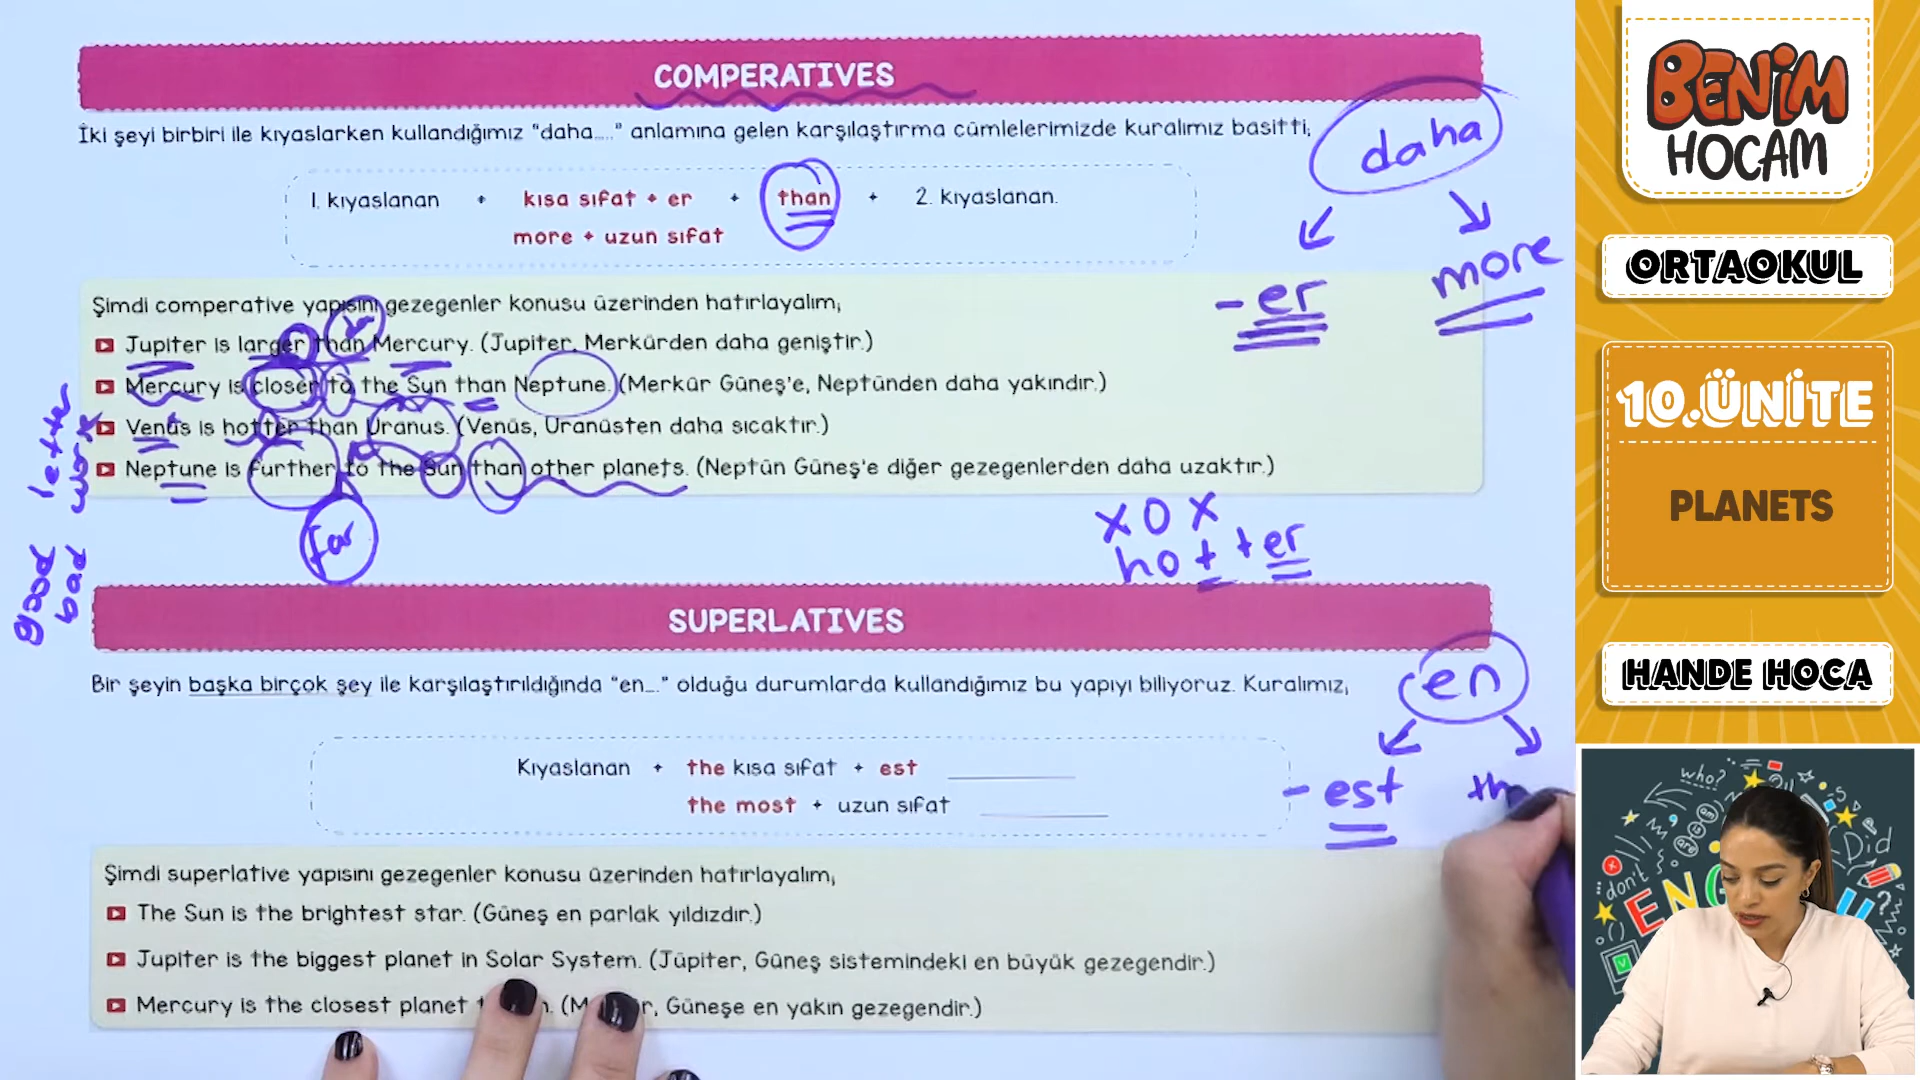 COMPERATIVES
İki şeyi birbiri ile kıyaslarken kullandığımız "daha....." anlamına gelen karşılaştırma cümlelerimizde kuralımız basitti;
daha
1. kıyaslanan + kısa sıfat + er + than + 2. kıyaslanan.
more + uzun sıfat
- er
more
Şimdi comperative yapısını gezegenler konusu üzerinden hatırlayalım;
Jupiter is larger than Mercury. (Jupiter, Merkürden daha geniştir.)
Mercury is closer to the Sun than Neptune. (Merkür Güneş'e, Neptünden daha yakındır.)
Venüs is hotter than Uranus. (Venüs, Uranüsten daha sıcaktır.)
Neptune is further to the Sun than other planets. (Neptün Güneş'e diğer gezegenlerden daha uzaktır.)
far
x o x
hot + er
good
bad
SUPERLATIVES
Bir şeyin başka birçok şey ile karşılaştırıldığında "en...." olduğu durumlarda kullandığımız bu yapıyı biliyoruz. Kuralımız;
en
Kıyaslanan + the kısa sıfat + est
the most + uzun sıfat
- est
th
Şimdi superlative yapısını gezegenler konusu üzerinden hatırlayalım;
The Sun is the brightest star. (Güneş en parlak yıldızdır.)
Jupiter is the biggest planet in Solar System. (Jüpiter, Güneş sistemindeki en büyük gezegendir.)
Mercury is the closest planet (M r, Güneşe en yakın gezegendir.)
BENİM
HOCAM
ORTAOKUL
10.ÜNİTE
PLANETS
HANDE HOCA
who?
Did
don't
are
ENG
U
?